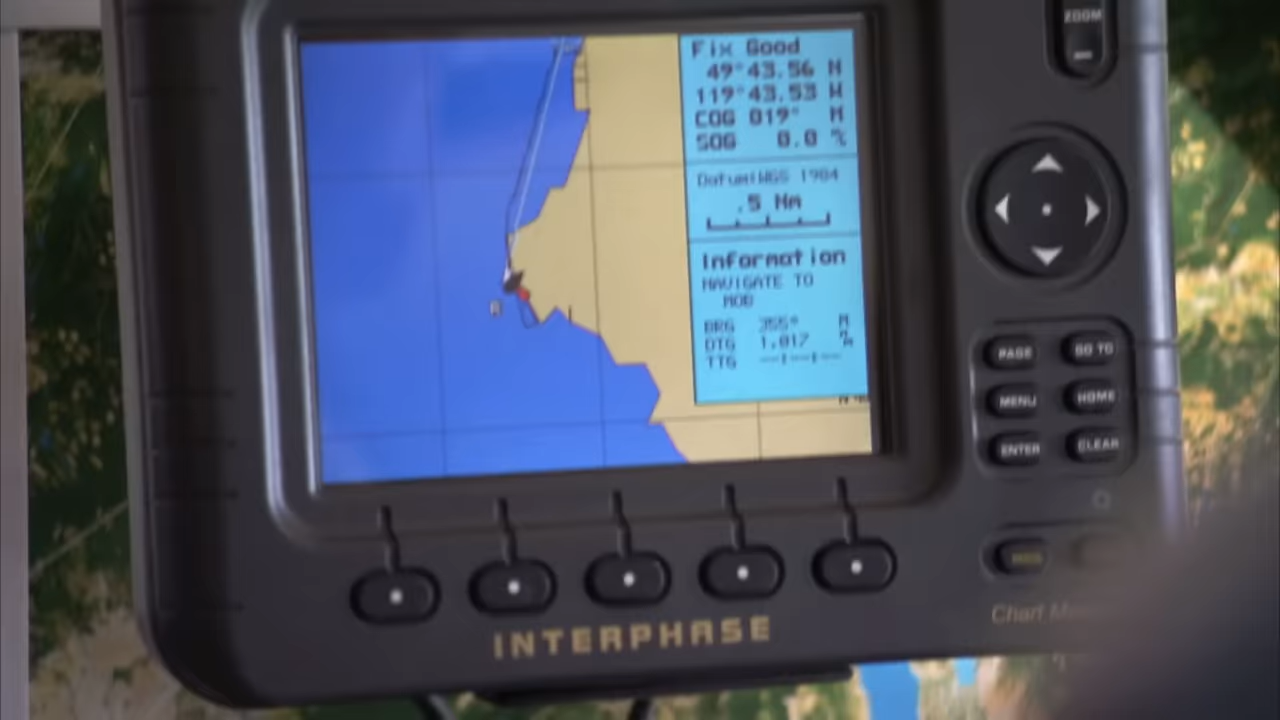 ZOOM
Fix Good
49°43.56 N
119°43.53 W
COG 019° M
SOG 0.0
Datum:WGS 1984
.5 Nm
Information
NAVIGATE TO
MOB
BRG 355° M
DTG 1.017
TTG
PAGE
GO TO
MENU
HOME
ENTER
CLEAR
INTERPHASE
Chart